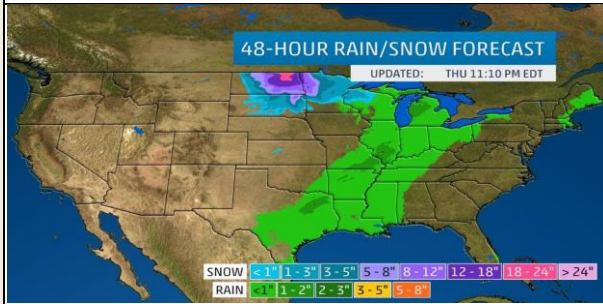 48-HOUR RAIN/SNOW FORECAST
UPDATED: THU 11:10 PM EDT
SNOW <1" 1 - 3" 3 - 5" 5 - 8" 8 - 12" 12 - 18" 18 - 24" > 24"
RAIN <1" 1 - 2" 2 - 3" 3 - 5" 5 - 8"